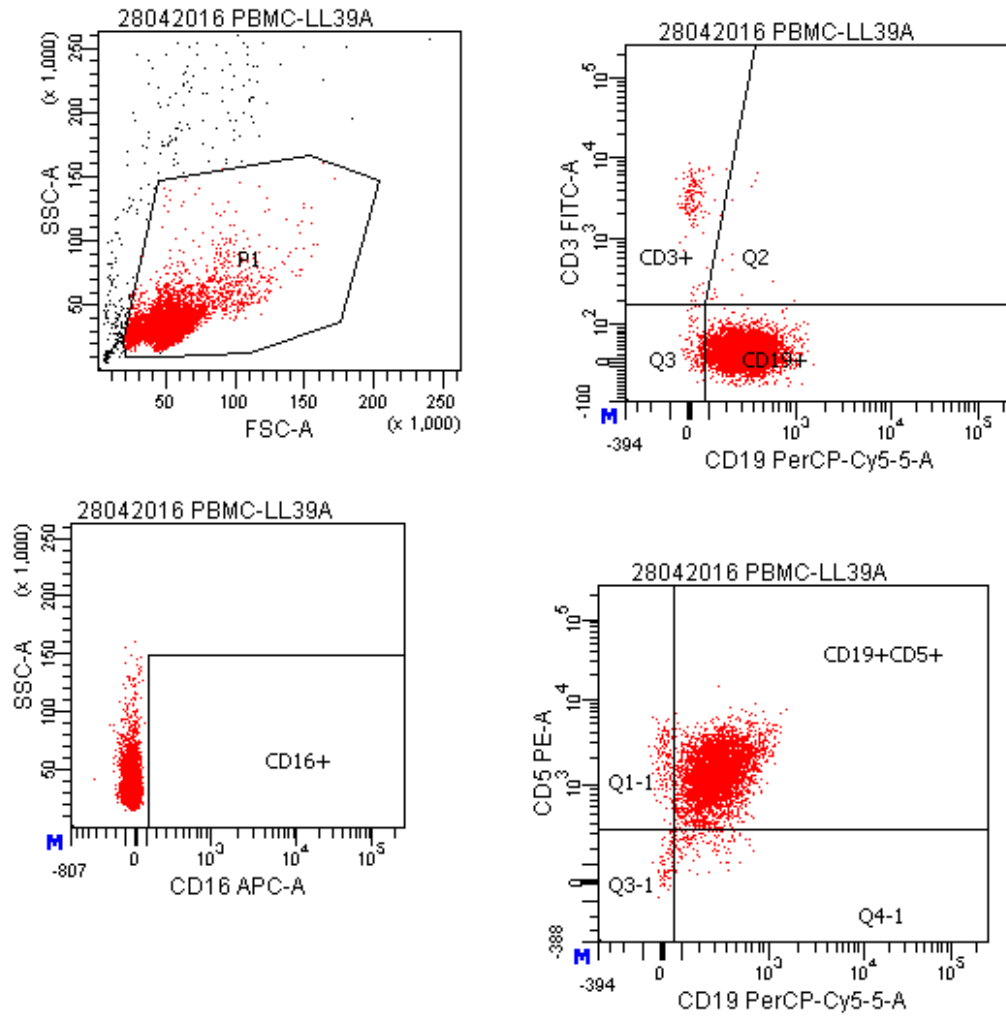 28042016 PBMC-LL39A
(x 1,000)
SSC-A
250
200
150
100
50
P1
50 100 150 200 250
FSC-A (x 1,000)
28042016 PBMC-LL39A
CD3 FITC-A
10^5
10^4
10^3
10^2
0
-100
CD3+ Q2
Q3 CD19+
M -394 0 10^3 10^4 10^5
CD19 PerCP-Cy5-5-A
28042016 PBMC-LL39A
(x 1,000)
SSC-A
250
200
150
100
50
CD16+
M -807 0 10^3 10^4 10^5
CD16 APC-A
28042016 PBMC-LL39A
CD5 PE-A
10^5
10^4
10^3
0
-388
CD19+CD5+
Q1-1
Q3-1 Q4-1
M -394 0 10^3 10^4 10^5
CD19 PerCP-Cy5-5-A